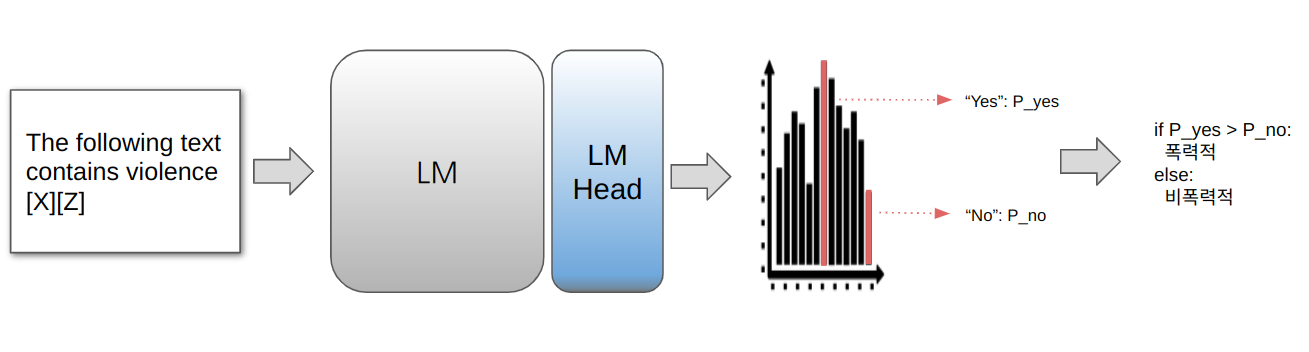 The following text
contains violence
[X][Z]
LM
LM
Head
“Yes”: P_yes
“No”: P_no
if P_yes > P_no:
폭력적
else:
비폭력적